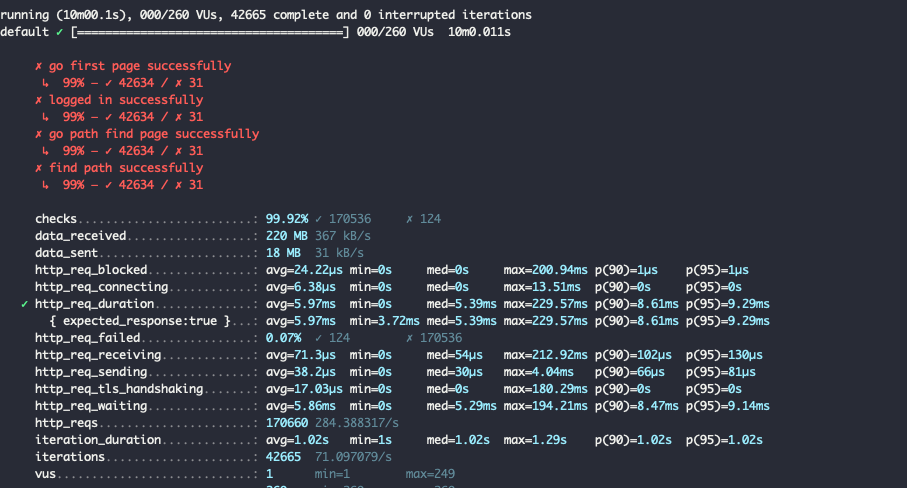 running (10m00.1s), 000/260 VUs, 42665 complete and 0 interrupted iterations
default ✓ [======================================] 000/260 VUs  10m0.011s
✗ go first page successfully
↳  99% — ✓ 42634 / ✗ 31
✗ logged in successfully
↳  99% — ✓ 42634 / ✗ 31
✗ go path find page successfully
↳  99% — ✓ 42634 / ✗ 31
✗ find path successfully
↳  99% — ✓ 42634 / ✗ 31
checks.........................: 99.92% ✓ 170536     ✗ 124
data_received..................: 220 MB 367 kB/s
data_sent......................: 18 MB  31 kB/s
http_req_blocked...............: avg=24.22µs min=0s     med=0s     max=200.94ms p(90)=1µs    p(95)=1µs
http_req_connecting............: avg=6.38µs  min=0s     med=0s     max=13.51ms  p(90)=0s     p(95)=0s
✓ http_req_duration..............: avg=5.97ms  min=0s     med=5.39ms max=229.57ms p(90)=8.61ms p(95)=9.29ms
{ expected_response:true }...: avg=5.97ms  min=3.72ms med=5.39ms max=229.57ms p(90)=8.61ms p(95)=9.29ms
http_req_failed................: 0.07%  ✓ 124        ✗ 170536
http_req_receiving.............: avg=71.3µs  min=0s     med=54µs   max=212.92ms p(90)=102µs  p(95)=130µs
http_req_sending...............: avg=38.2µs  min=0s     med=30µs   max=4.04ms   p(90)=66µs   p(95)=81µs
http_req_tls_handshaking.......: avg=17.03µs min=0s     med=0s     max=180.29ms p(90)=0s     p(95)=0s
http_req_waiting...............: avg=5.86ms  min=0s     med=5.29ms max=194.21ms p(90)=8.47ms p(95)=9.14ms
http_reqs......................: 170660 284.388317/s
iteration_duration.............: avg=1.02s   min=1s     med=1.02s  max=1.29s    p(90)=1.02s  p(95)=1.02s
iterations.....................: 42665  71.097079/s
vus............................: 1      min=1        max=249